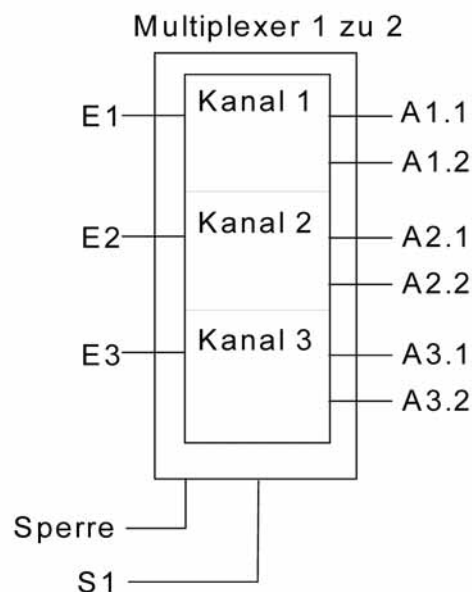 Multiplexer 1 zu 2
E1
Kanal 1
A1.1
A1.2
E2
Kanal 2
A2.1
A2.2
E3
Kanal 3
A3.1
A3.2
Sperre
S1